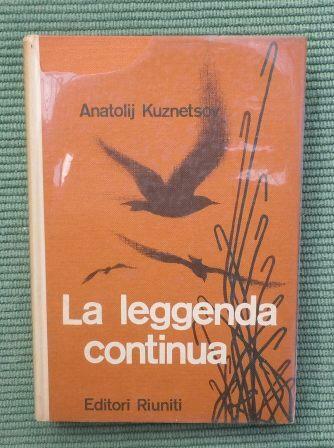 Anatolij Kuznetsov
La leggenda
continua
Editori Riuniti